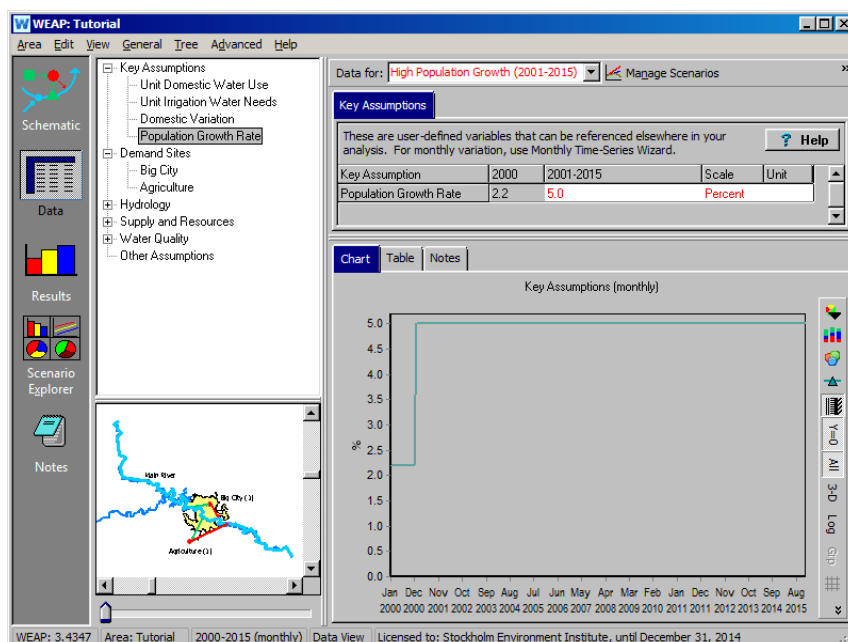 WEAP: Tutorial
Area Edit View General Tree Advanced Help
Schematic
Data
Results
Scenario
Explorer
Notes
Key Assumptions
Unit Domestic Water Use
Unit Irrigation Water Needs
Domestic Variation
Population Growth Rate
Demand Sites
Big City
Agriculture
Hydrology
Supply and Resources
Water Quality
Other Assumptions
Main River
Big City (1)
Agriculture (1)
Data for: High Population Growth (2001-2015) Manage Scenarios »
Key Assumptions
These are user-defined variables that can be referenced elsewhere in your
analysis. For monthly variation, use Monthly Time-Series Wizard.
? Help
Key Assumption 2000 2001-2015 Scale Unit
Population Growth Rate 2.2 5.0 Percent
Chart Table Notes
Key Assumptions (monthly)
5.0
4.5
4.0
3.5
3.0
2.5
2.0
1.5
1.0
0.5
0.0
%
Jan Dec Nov Oct Sep Aug Jul Jun May Apr Mar Feb Jan Dec Nov Oct Sep Aug
2000 2000 2001 2002 2003 2004 2005 2006 2007 2008 2009 2010 2011 2011 2012 2013 2014 2015
Y=0
All
3-D
Log
WEAP: 3.4347 Area: Tutorial 2000-2015 (monthly) Data View Licensed to: Stockholm Environment Institute, until December 31, 2014